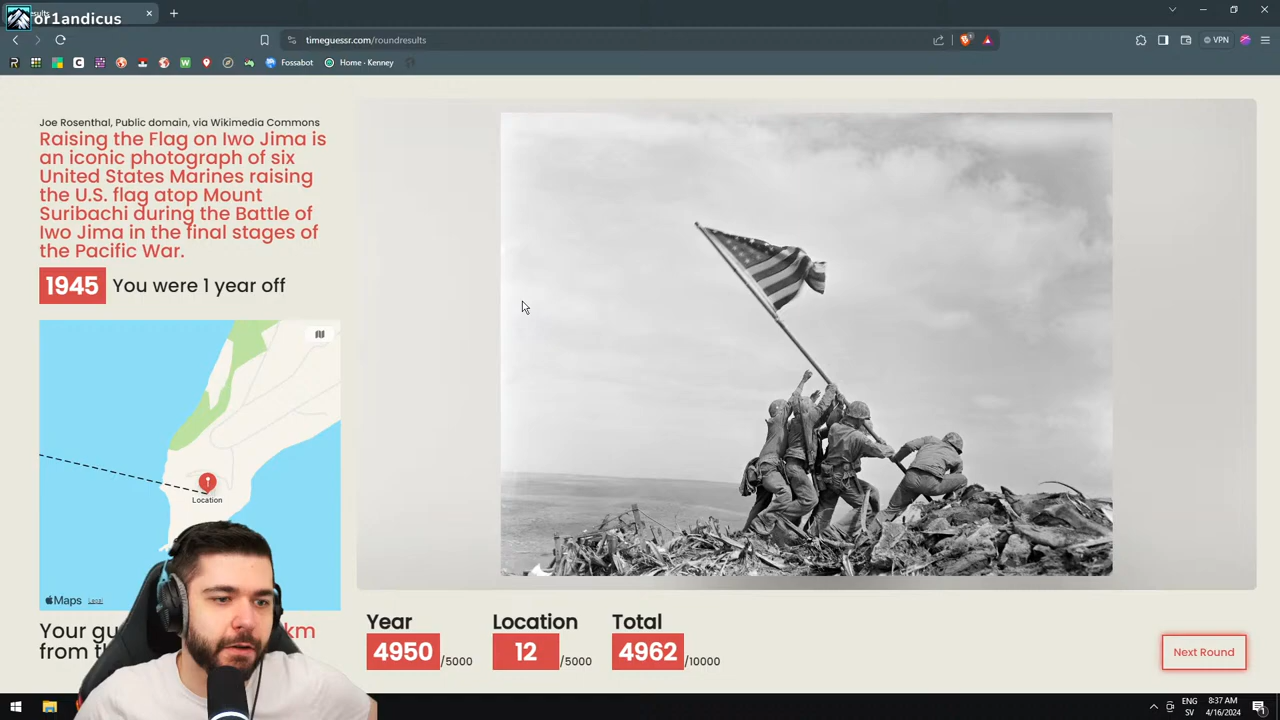 or1andicus
timeguessr.com/roundresults
VPN
Fossabot
Home · Kenney
Joe Rosenthal, Public domain, via Wikimedia Commons
Raising the Flag on Iwo Jima is
an iconic photograph of six
United States Marines raising
the U.S. flag atop Mount
Suribachi during the Battle of
Iwo Jima in the final stages of
the Pacific War.
1945 You were 1 year off
Location
Maps Legal
Your gu km
from th
Year
4950 /5000
Location
12 /5000
Total
4962 /10000
Next Round
ENG
SV
8:37 AM
4/16/2024